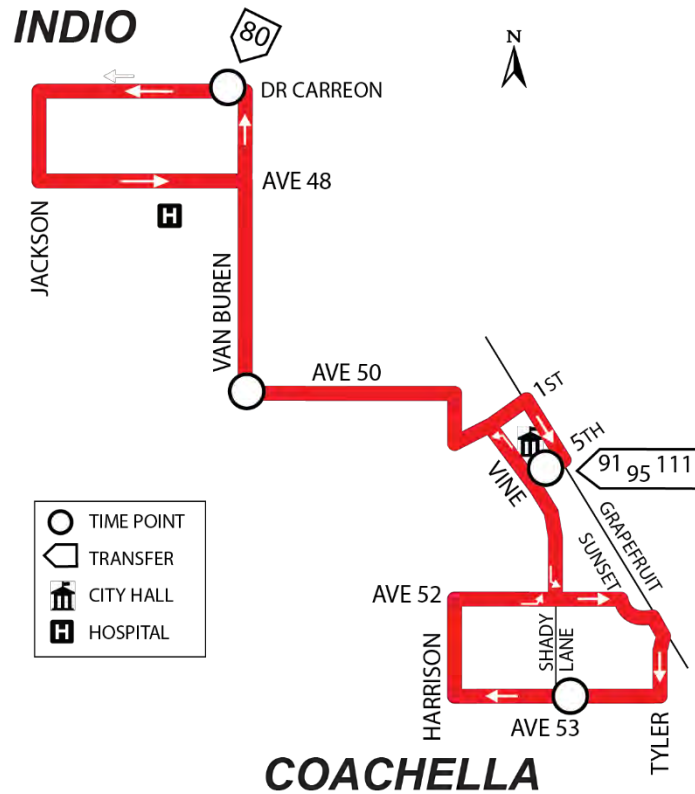 INDIO
80
N
DR CARREON
AVE 48
H
JACKSON
VAN BUREN
AVE 50
1ST
5TH
91 95 111
VINE
GRAPEFRUIT
SUNSET
TIME POINT
TRANSFER
CITY HALL
H HOSPITAL
AVE 52
SHADY
LANE
HARRISON
AVE 53
TYLER
COACHELLA